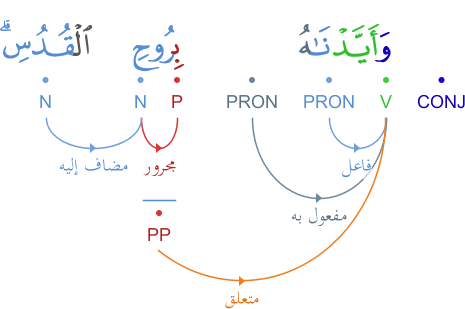 وَأَيَّدْنَٰهُ بِرُوحِ ٱلْقُدُسِ ۗ
CONJ V PRON PRON P N N
فاعل
مجرور مضاف إليه
مفعول به
PP
متعلق